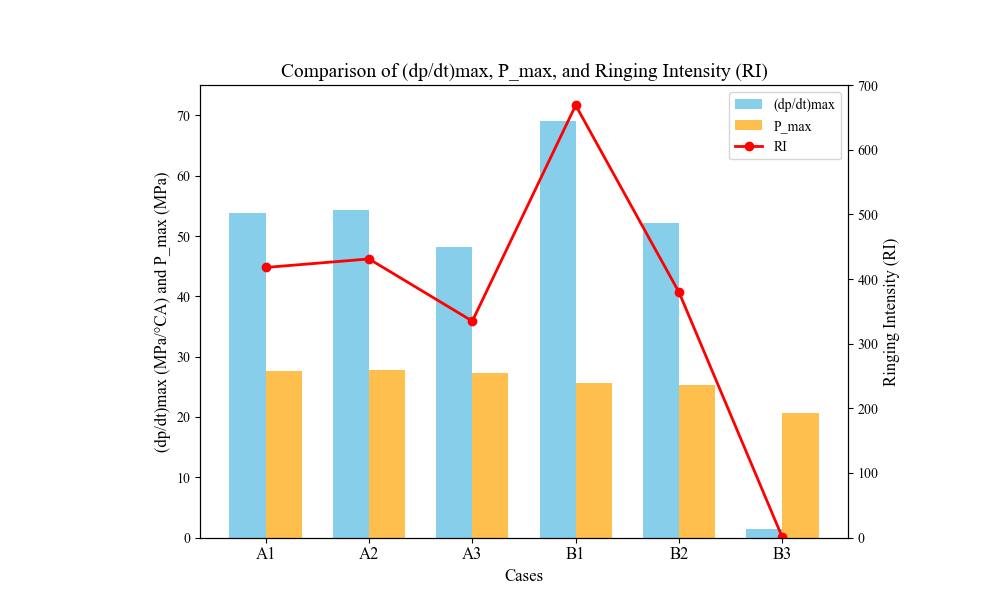 Comparison of (dp/dt)max, P_max, and Ringing Intensity (RI)
(dp/dt)max
P_max
RI
(dp/dt)max (MPa/°CA) and P_max (MPa)
70
60
50
40
30
20
10
0
700
600
500
400
300
200
100
0
Ringing Intensity (RI)
A1 A2 A3 B1 B2 B3
Cases